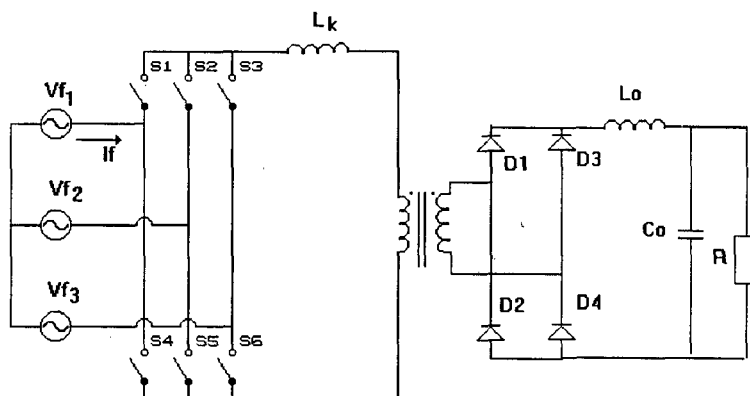 Lk
S1 S2 S3
Vf1
If
Vf2
Vf3
S4 S5 S6
Lo
D1 D3
Co R
D2 D4